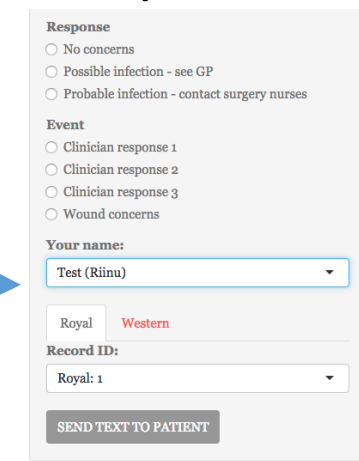 Response
No concerns
Possible infection - see GP
Probable infection - contact surgery nurses
Event
Clinician response 1
Clinician response 2
Clinician response 3
Wound concerns
Your name:
Test (Riinu)
Royal Western
Record ID:
Royal: 1
SEND TEXT TO PATIENT